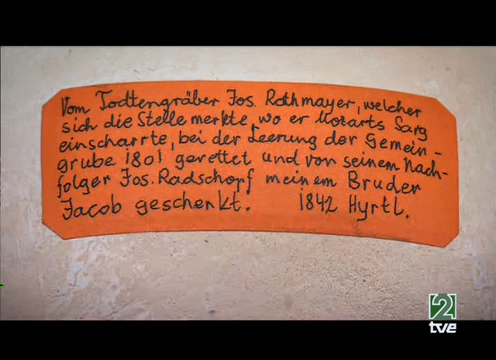 Vom Todtengräber Jos. Rothmayer, welcher
sich die Stelle merkte, wo er Mozarts Sarg
einscharrte, bei der Leerung der Gemein-
grube 1801 gerettet und von seinem Nach-
folger Jos. Radschopf meinem Bruder
Jacob geschenkt. 1842 Hyrtl.
2
tve